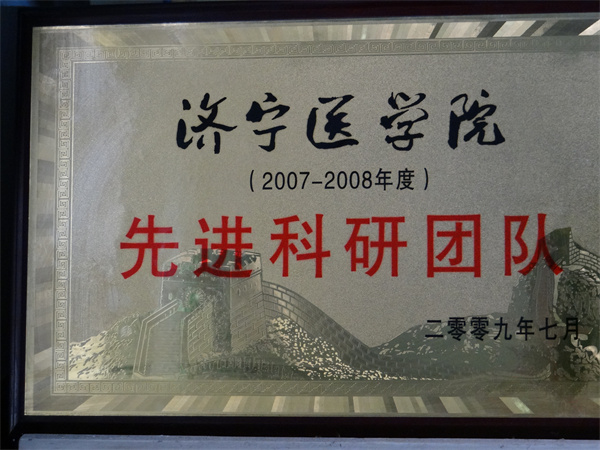 济宁医学院
（2007-2008年度）
先进科研团队
二零零九年七月